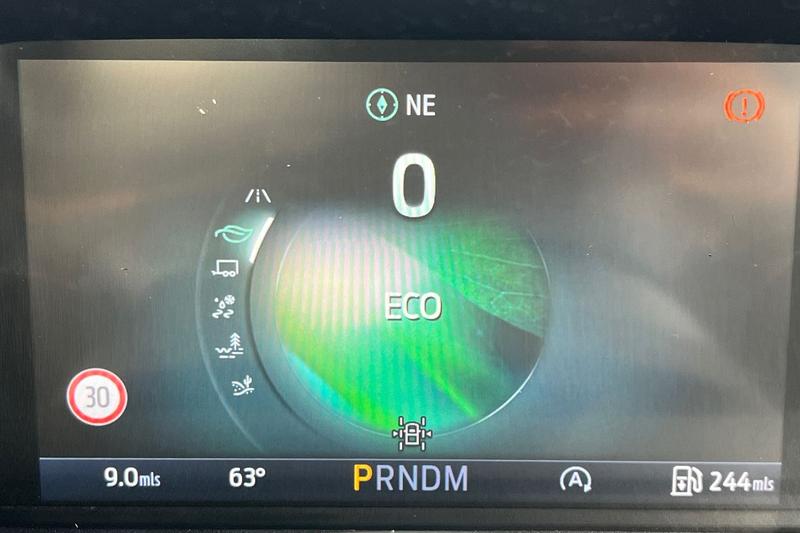 NE
0
ECO
30
9.0mls 63° PRNDM A 244mls